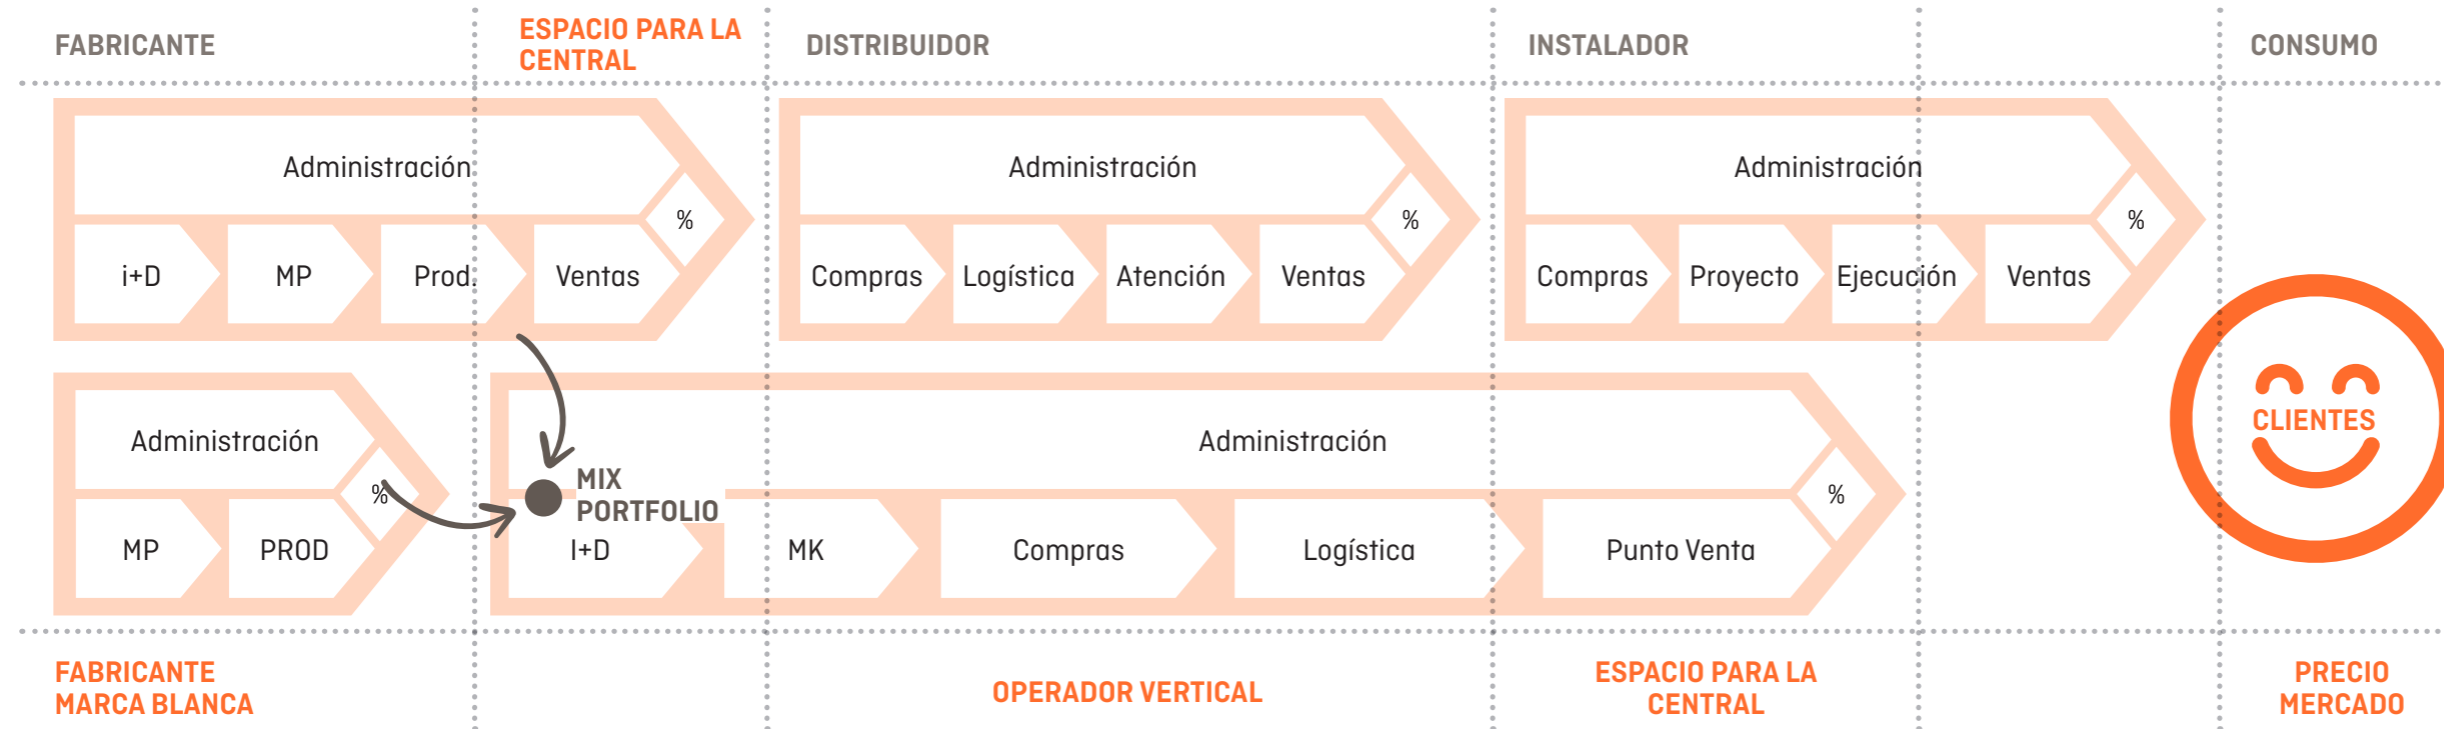 FABRICANTE
ESPACIO PARA LA
CENTRAL
DISTRIBUIDOR
INSTALADOR
CONSUMO
Administración
%
i+D
MP
Prod.
Ventas
Administración
%
Compras
Logística
Atención
Ventas
Administración
%
Compras
Proyecto
Ejecución
Ventas
Administración
%
MP
PROD
MIX
PORTFOLIO
Administración
%
I+D
MK
Compras
Logística
Punto Venta
CLIENTES
FABRICANTE
MARCA BLANCA
OPERADOR VERTICAL
ESPACIO PARA LA
CENTRAL
PRECIO
MERCADO